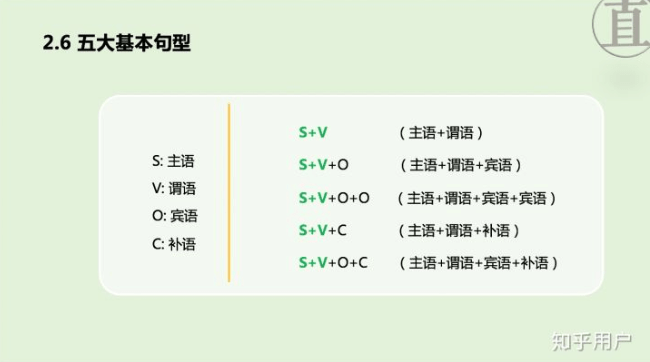 直
2.6 五大基本句型
S: 主语
V: 谓语
O: 宾语
C: 补语
S+V （主语+谓语）
S+V+O （主语+谓语+宾语）
S+V+O+O （主语+谓语+宾语+宾语）
S+V+C （主语+谓语+补语）
S+V+O+C （主语+谓语+宾语+补语）
知乎用户